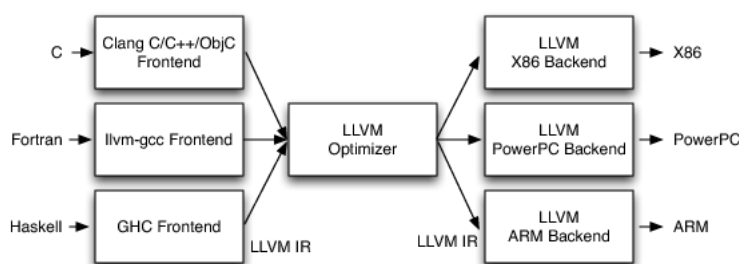 C
Clang C/C++/ObjC
Frontend
LLVM
X86 Backend
X86
Fortran
llvm-gcc Frontend
LLVM
Optimizer
LLVM
PowerPC Backend
PowerPC
Haskell
GHC Frontend
LLVM IR
LLVM IR
LLVM
ARM Backend
ARM